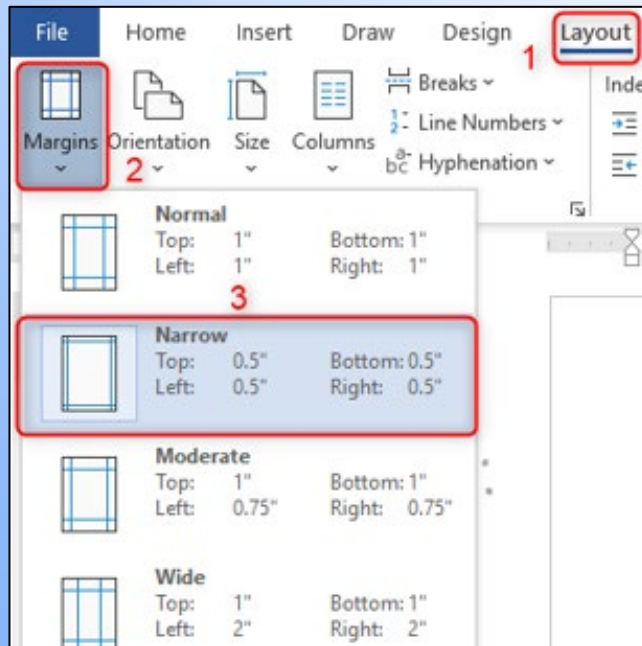 File Home Insert Draw Design Layout
1
Breaks
Line Numbers
Hyphenation
Margins Orientation Size Columns
2
Inde
Normal
Top: 1" Bottom: 1"
Left: 1" Right: 1"
3
Narrow
Top: 0.5" Bottom: 0.5"
Left: 0.5" Right: 0.5"
Moderate
Top: 1" Bottom: 1"
Left: 0.75" Right: 0.75"
Wide
Top: 1" Bottom: 1"
Left: 2" Right: 2"